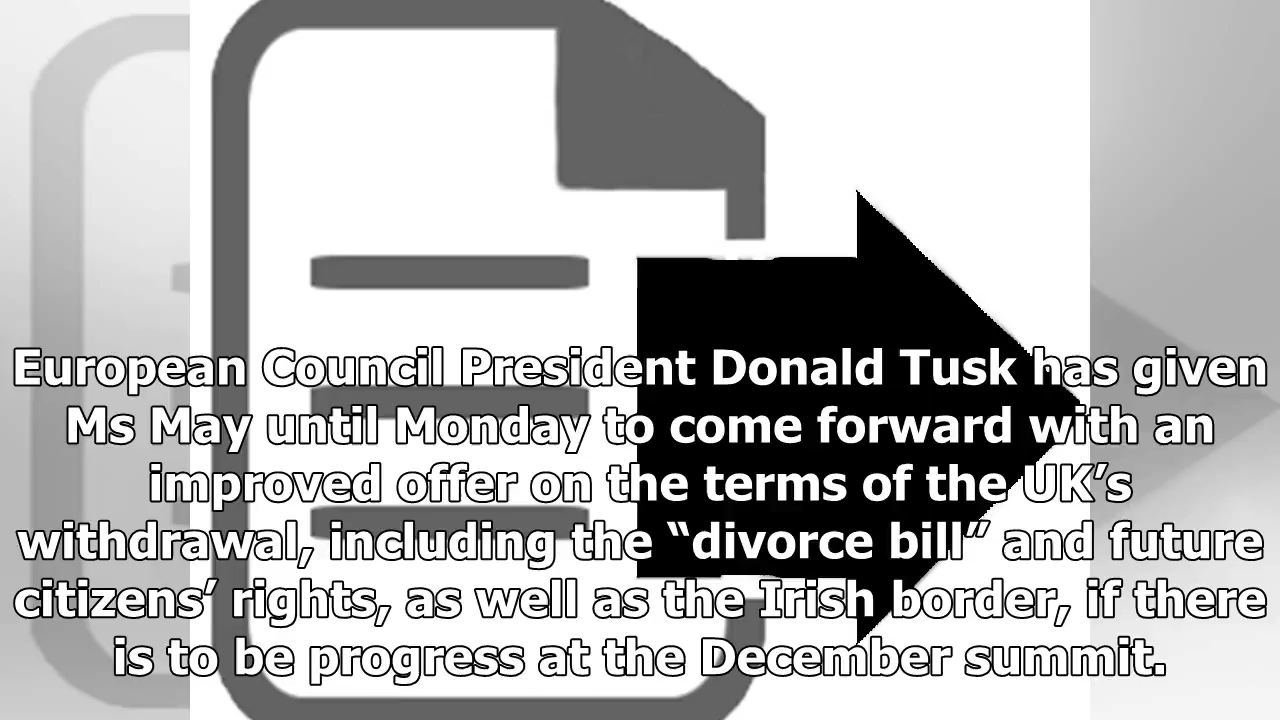 European Council President Donald Tusk has given
Ms May until Monday to come forward with an
improved offer on the terms of the UK’s
withdrawal, including the “divorce bill” and future
citizens’ rights, as well as the Irish border, if there
is to be progress at the December summit.